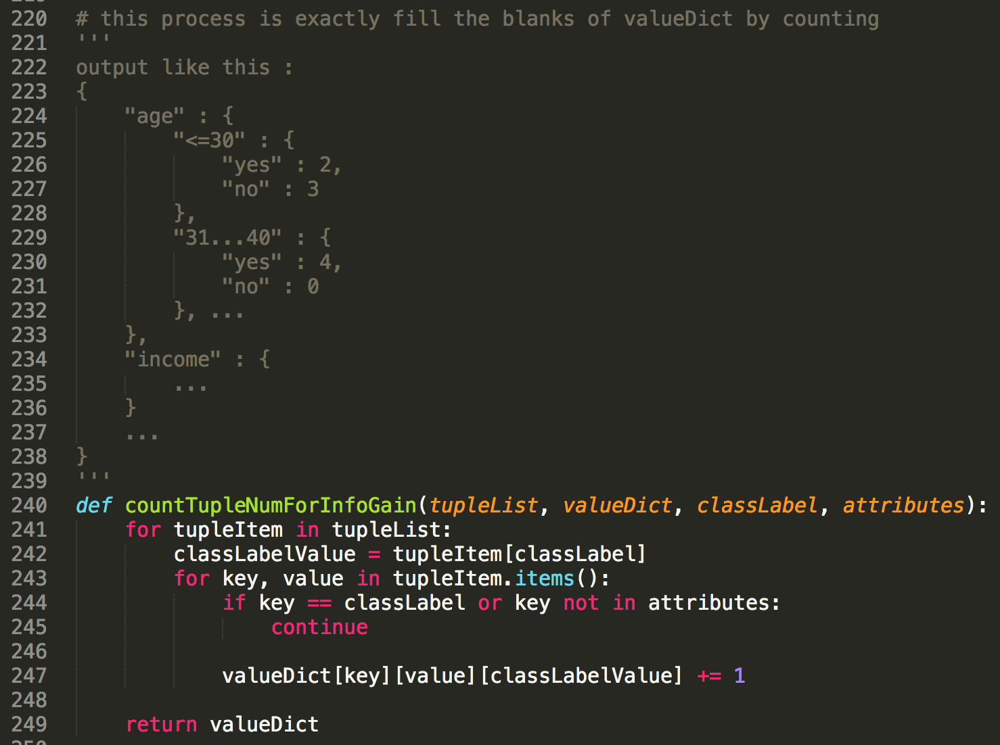 220 # this process is exactly fill the blanks of valueDict by counting
221 '''
222 output like this :
223 {
224     "age" : {
225         "<=30" : {
226             "yes" : 2,
227             "no" : 3
228         },
229         "31...40" : {
230             "yes" : 4,
231             "no" : 0
232         }, ...
233     },
234     "income" : {
235         ...
236     }
237     ...
238 }
239 '''
240 def countTupleNumForInfoGain(tupleList, valueDict, classLabel, attributes):
241     for tupleItem in tupleList:
242         classLabelValue = tupleItem[classLabel]
243         for key, value in tupleItem.items():
244             if key == classLabel or key not in attributes:
245                 continue
246
247             valueDict[key][value][classLabelValue] += 1
248
249     return valueDict